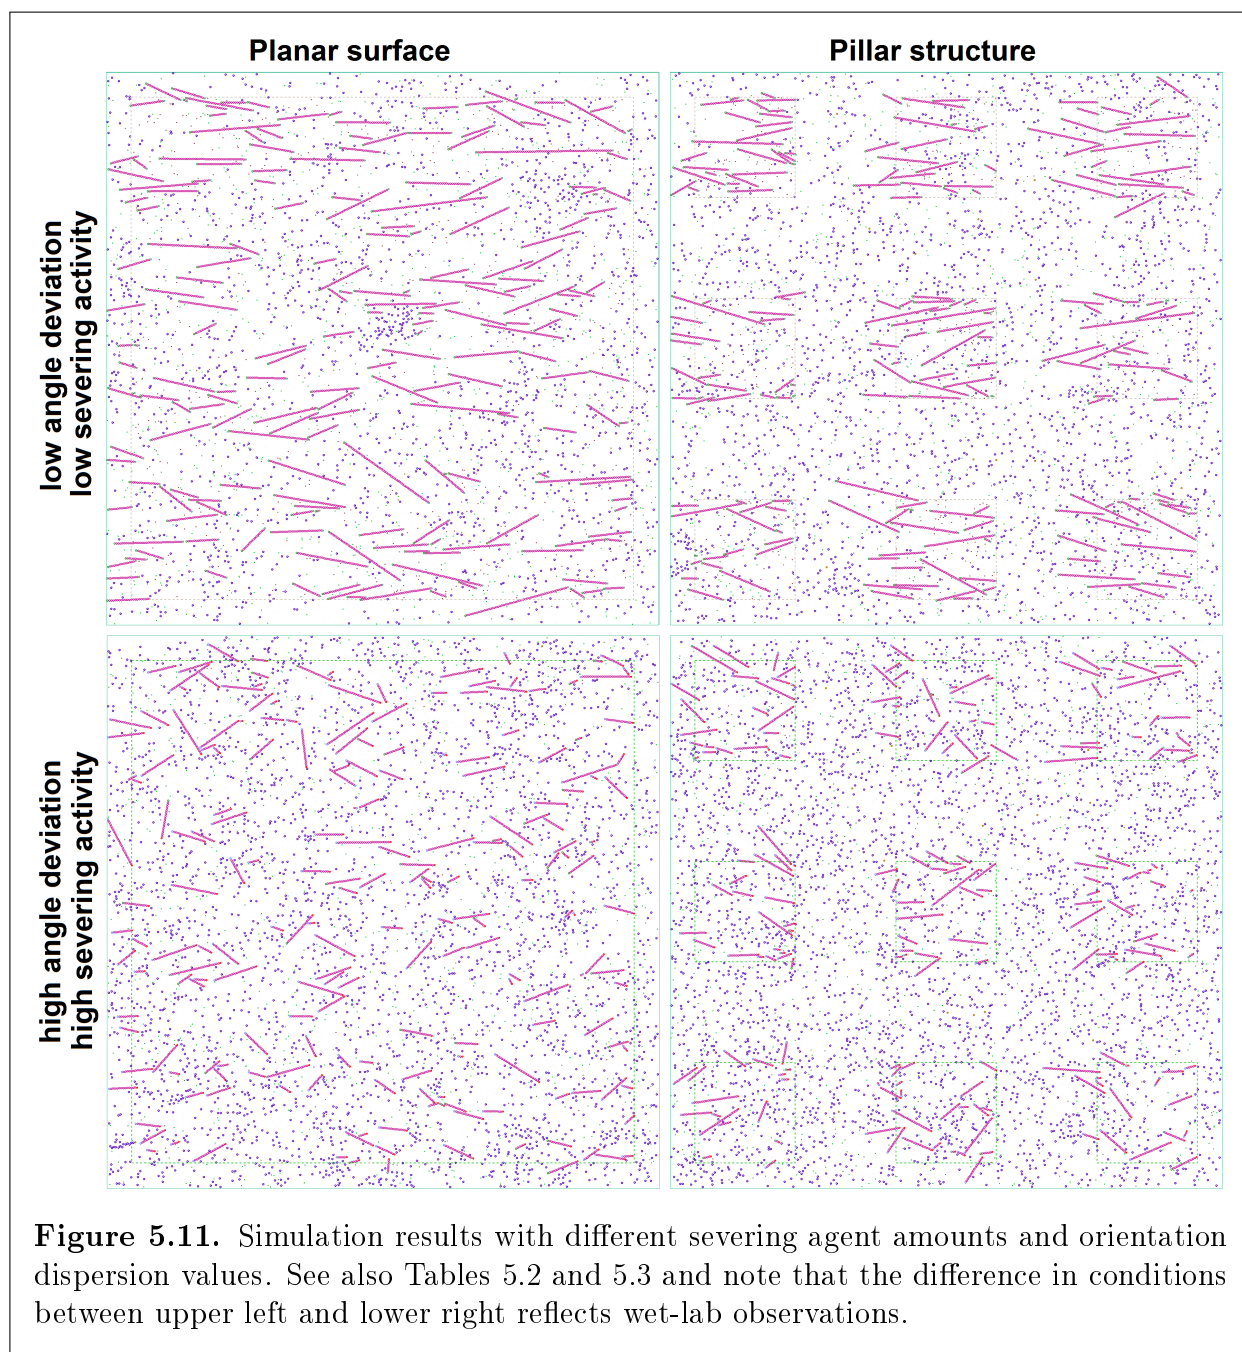 Planar surface
Pillar structure
low angle deviation
low severing activity
high angle deviation
high severing activity
Figure 5.11. Simulation results with different severing agent amounts and orientation
dispersion values. See also Tables 5.2 and 5.3 and note that the difference in conditions
between upper left and lower right reflects wet-lab observations.